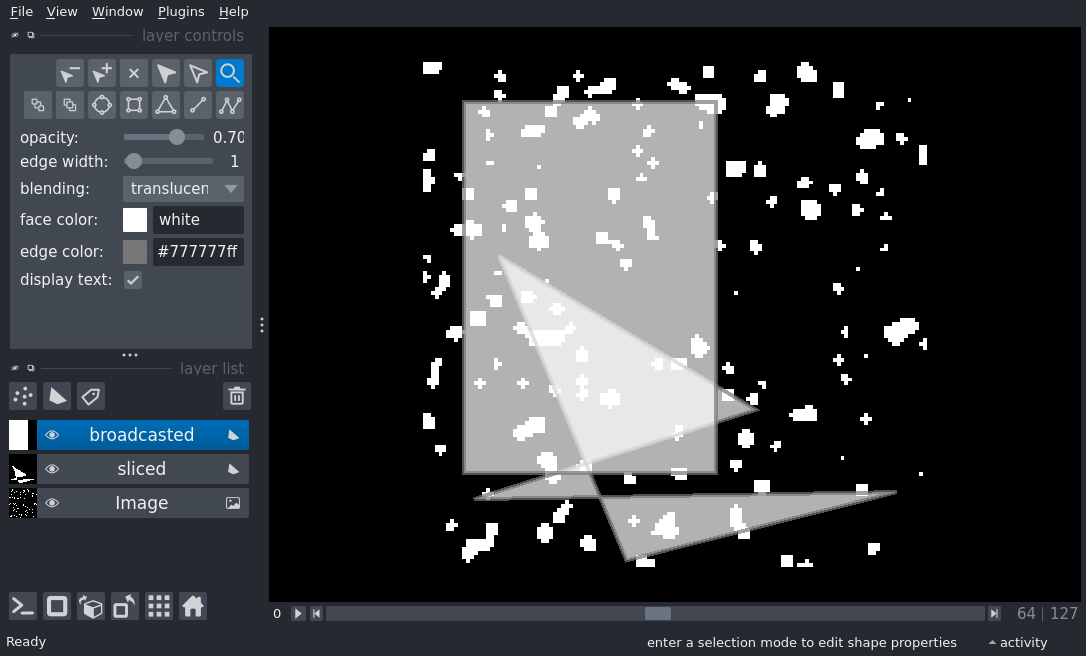 File View Window Plugins Help
layer controls
opacity: 0.70
edge width: 1
blending: translucen
face color: white
edge color: #777777ff
display text:
layer list
broadcasted
sliced
Image
0 64 | 127
Ready enter a selection mode to edit shape properties activity